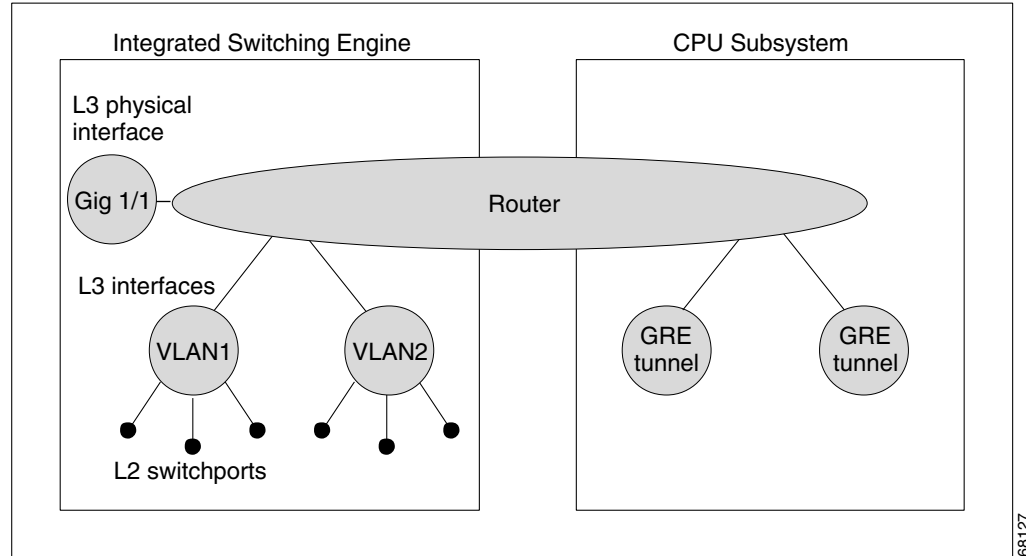 Integrated Switching Engine
CPU Subsystem
L3 physical
interface
Gig 1/1
Router
L3 interfaces
VLAN1
VLAN2
GRE
tunnel
GRE
tunnel
L2 switchports
68127